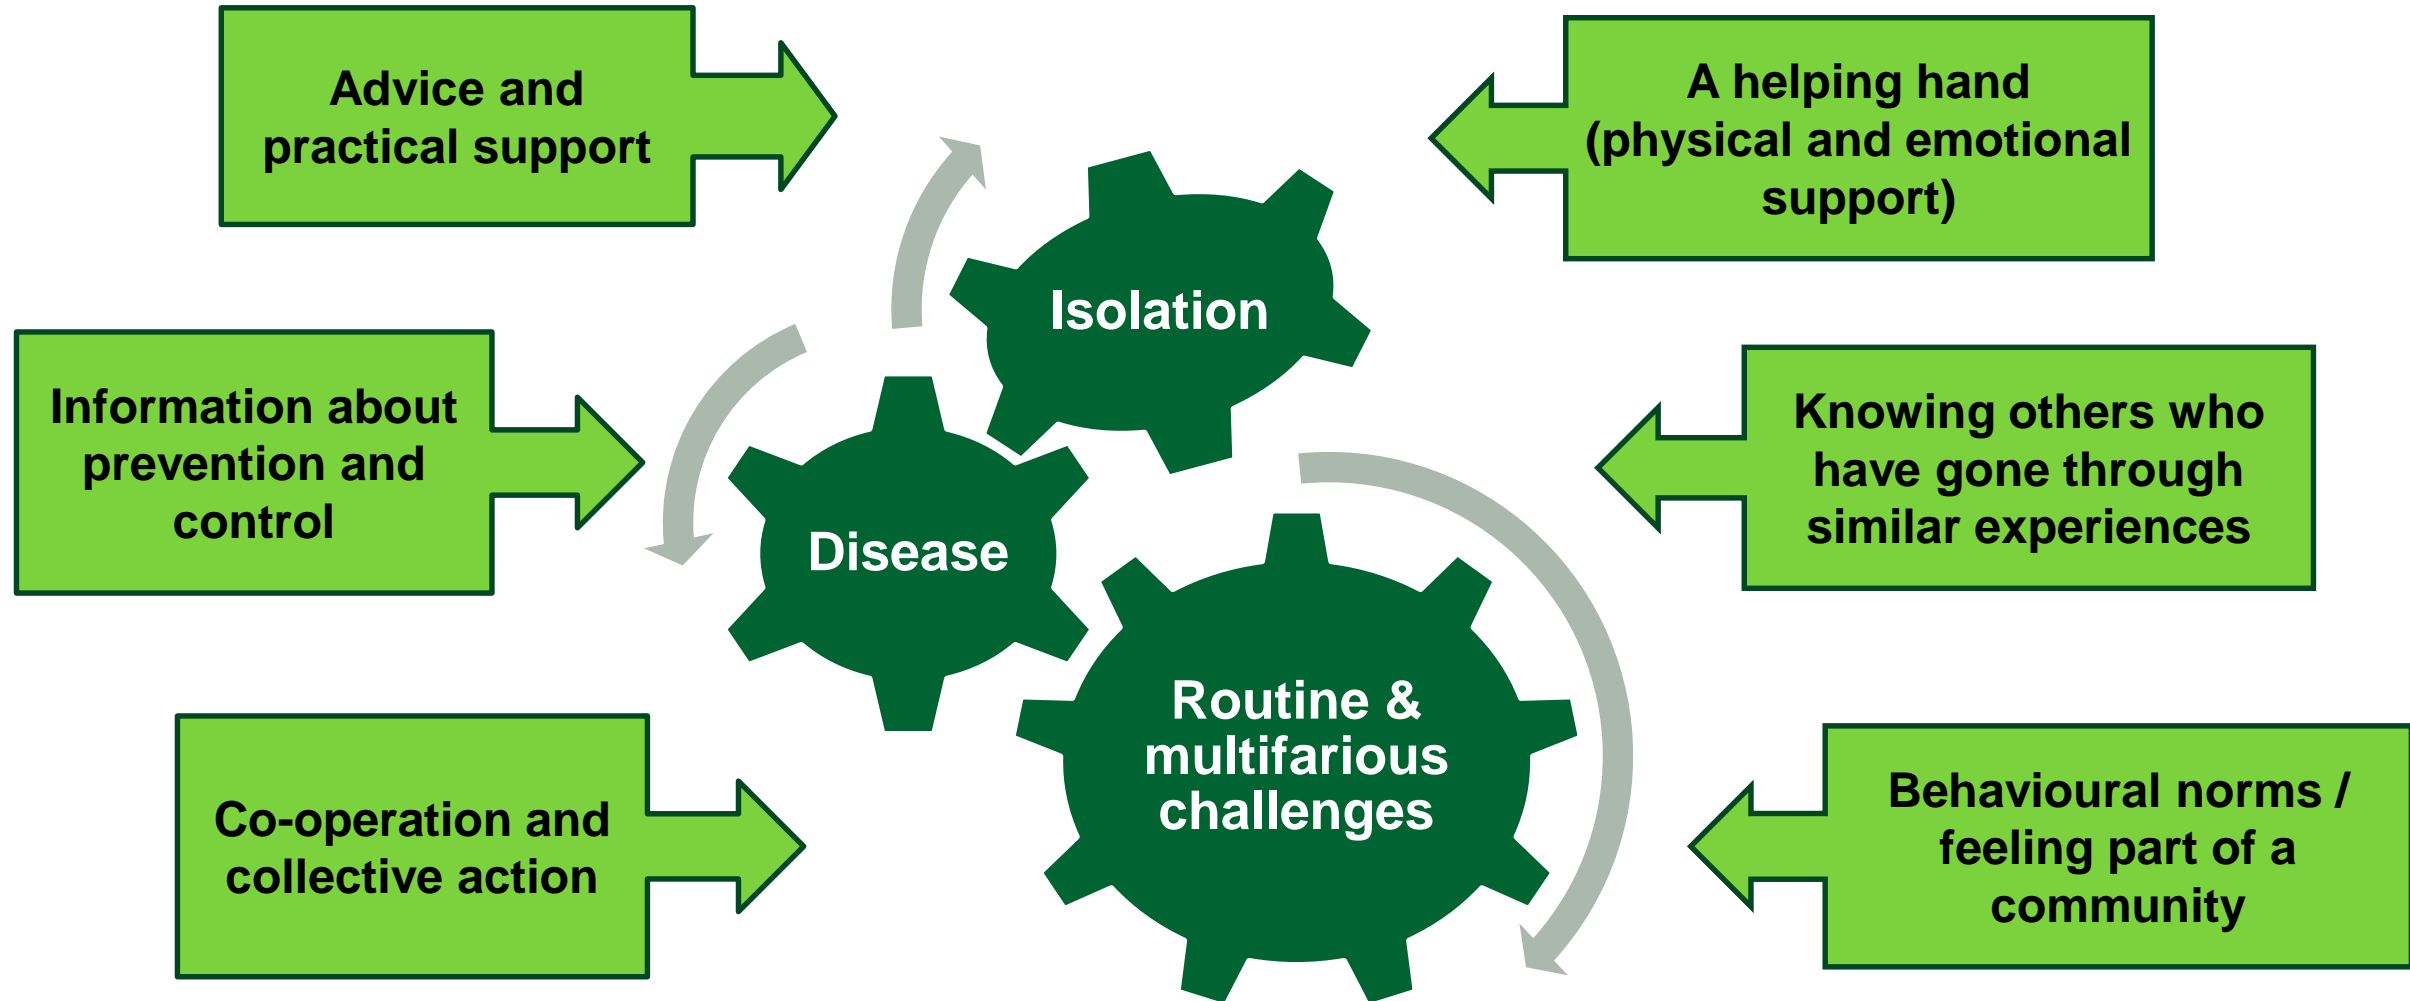 Advice and
practical support
A helping hand
(physical and emotional
support)
Isolation
Information about
prevention and
control
Knowing others who
have gone through
similar experiences
Disease
Routine &
multifarious
challenges
Co-operation and
collective action
Behavioural norms /
feeling part of a
community